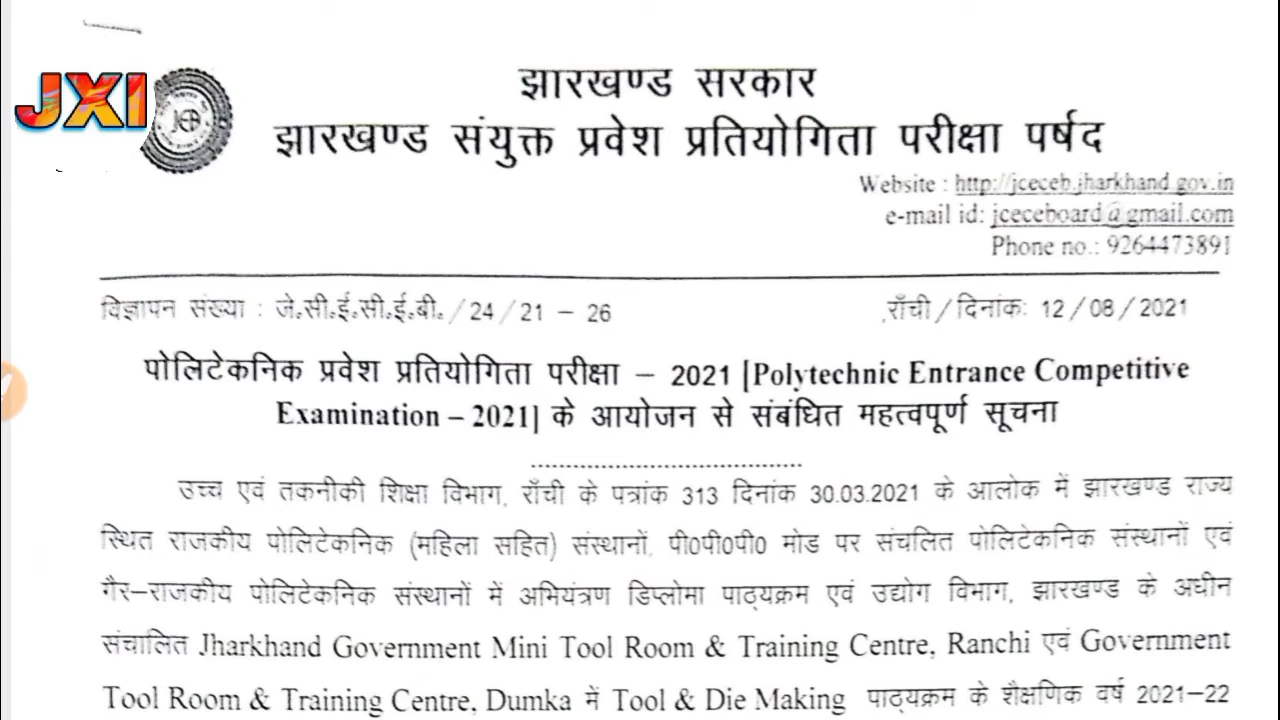 JXI
झारखण्ड सरकार
झारखण्ड संयुक्त प्रवेश प्रतियोगिता परीक्षा पर्षद
Website : http://jceceb.jharkhand.gov.in
e-mail id: jceceboard@gmail.com
Phone no.: 9264473891
विज्ञापन संख्या : जे.सी.ई.सी.ई.बी. / 24 / 21 – 26 राँची / दिनांकः 12 / 08 / 2021
पोलिटेकनिक प्रवेश प्रतियोगिता परीक्षा – 2021 [Polytechnic Entrance Competitive
Examination – 2021] के आयोजन से संबंधित महत्वपूर्ण सूचना
उच्च एवं तकनीकी शिक्षा विभाग, राँची के पत्रांक 313 दिनांक 30.03.2021 के आलोक में झारखण्ड राज्य
स्थित राजकीय पोलिटेकनिक (महिला सहित) संस्थानों, पी0पी0पी0 मोड पर संचलित पोलिटेकनिक संस्थानों एवं
गैर–राजकीय पोलिटेकनिक संस्थानों में अभियंत्रण डिप्लोमा पाठ्यक्रम एवं उद्योग विभाग, झारखण्ड के अधीन
संचालित Jharkhand Government Mini Tool Room & Training Centre, Ranchi एवं Government
Tool Room & Training Centre, Dumka में Tool & Die Making पाठ्यक्रम के शैक्षणिक वर्ष 2021–22